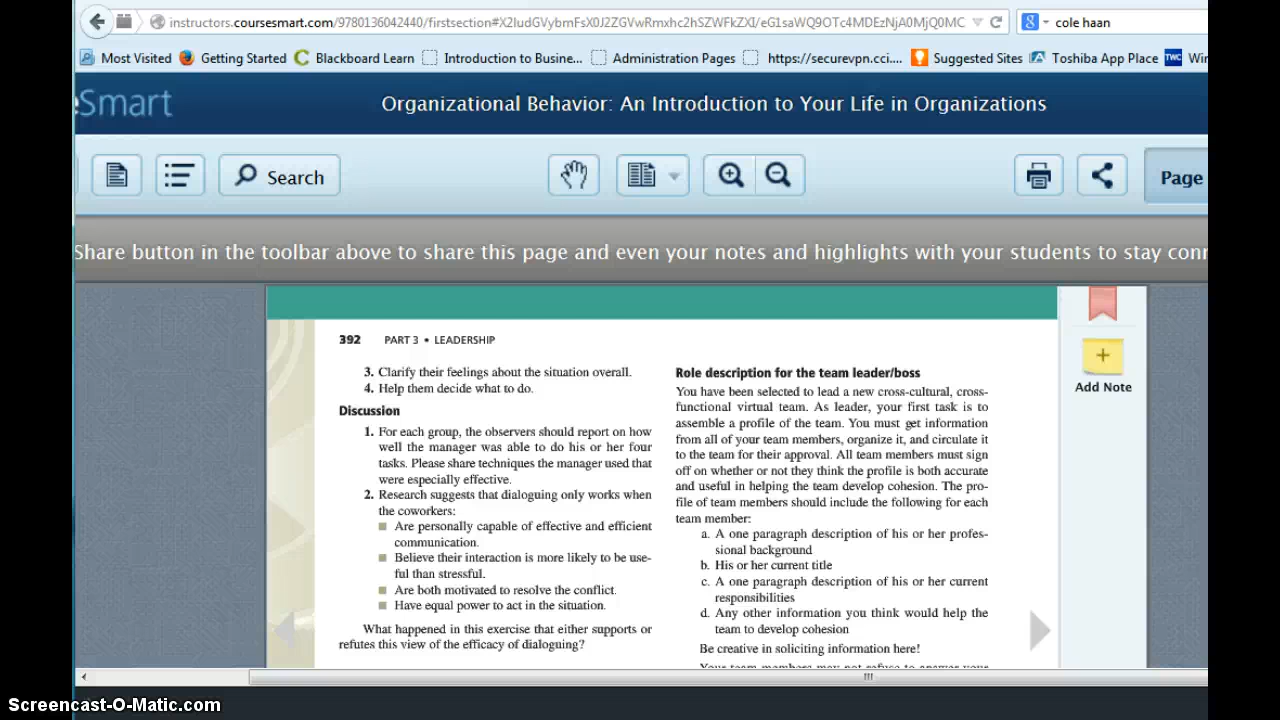 instructors.coursesmart.com/9780136042440/firstsection#X2ludGVybmFsX0J2ZGVwRmxhc2hSZWFkZXI/eG1saWQ9OTc4MDEzNjA0MjQ0MC cole haan
Most Visited Getting Started Blackboard Learn Introduction to Busine... Administration Pages https://securevpn.cci.... Suggested Sites Toshiba App Place TWC Win
eSmart Organizational Behavior: An Introduction to Your Life in Organizations
Search Page
Share button in the toolbar above to share this page and even your notes and highlights with your students to stay conn
392 PART 3 • LEADERSHIP
3. Clarify their feelings about the situation overall.
4. Help them decide what to do.
Discussion
1. For each group, the observers should report on how
well the manager was able to do his or her four
tasks. Please share techniques the manager used that
were especially effective.
2. Research suggests that dialoguing only works when
the coworkers:
Are personally capable of effective and efficient
communication.
Believe their interaction is more likely to be use-
ful than stressful.
Are both motivated to resolve the conflict.
Have equal power to act in the situation.
What happened in this exercise that either supports or
refutes this view of the efficacy of dialoguing?
Role description for the team leader/boss
You have been selected to lead a new cross-cultural, cross-
functional virtual team. As leader, your first task is to
assemble a profile of the team. You must get information
from all of your team members, organize it, and circulate it
to the team for their approval. All team members must sign
off on whether or not they think the profile is both accurate
and useful in helping the team develop cohesion. The pro-
file of team members should include the following for each
team member:
a. A one paragraph description of his or her profes-
sional background
b. His or her current title
c. A one paragraph description of his or her current
responsibilities
d. Any other information you think would help the
team to develop cohesion
Be creative in soliciting information here!
Your team members may not refuse to answer your
Add Note
Screencast-O-Matic.com